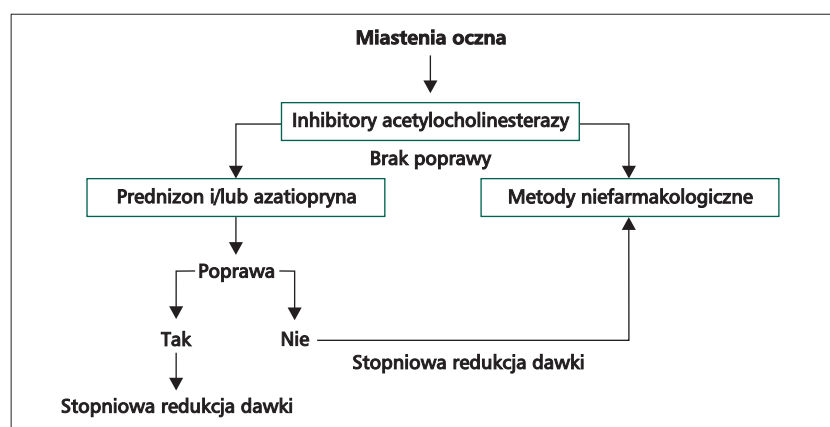 Miastenia oczna
Inhibitory acetylocholinesterazy
Brak poprawy
Prednizon i/lub azatiopryna
Metody niefarmakologiczne
Poprawa
Tak
Nie
Stopniowa redukcja dawki
Stopniowa redukcja dawki